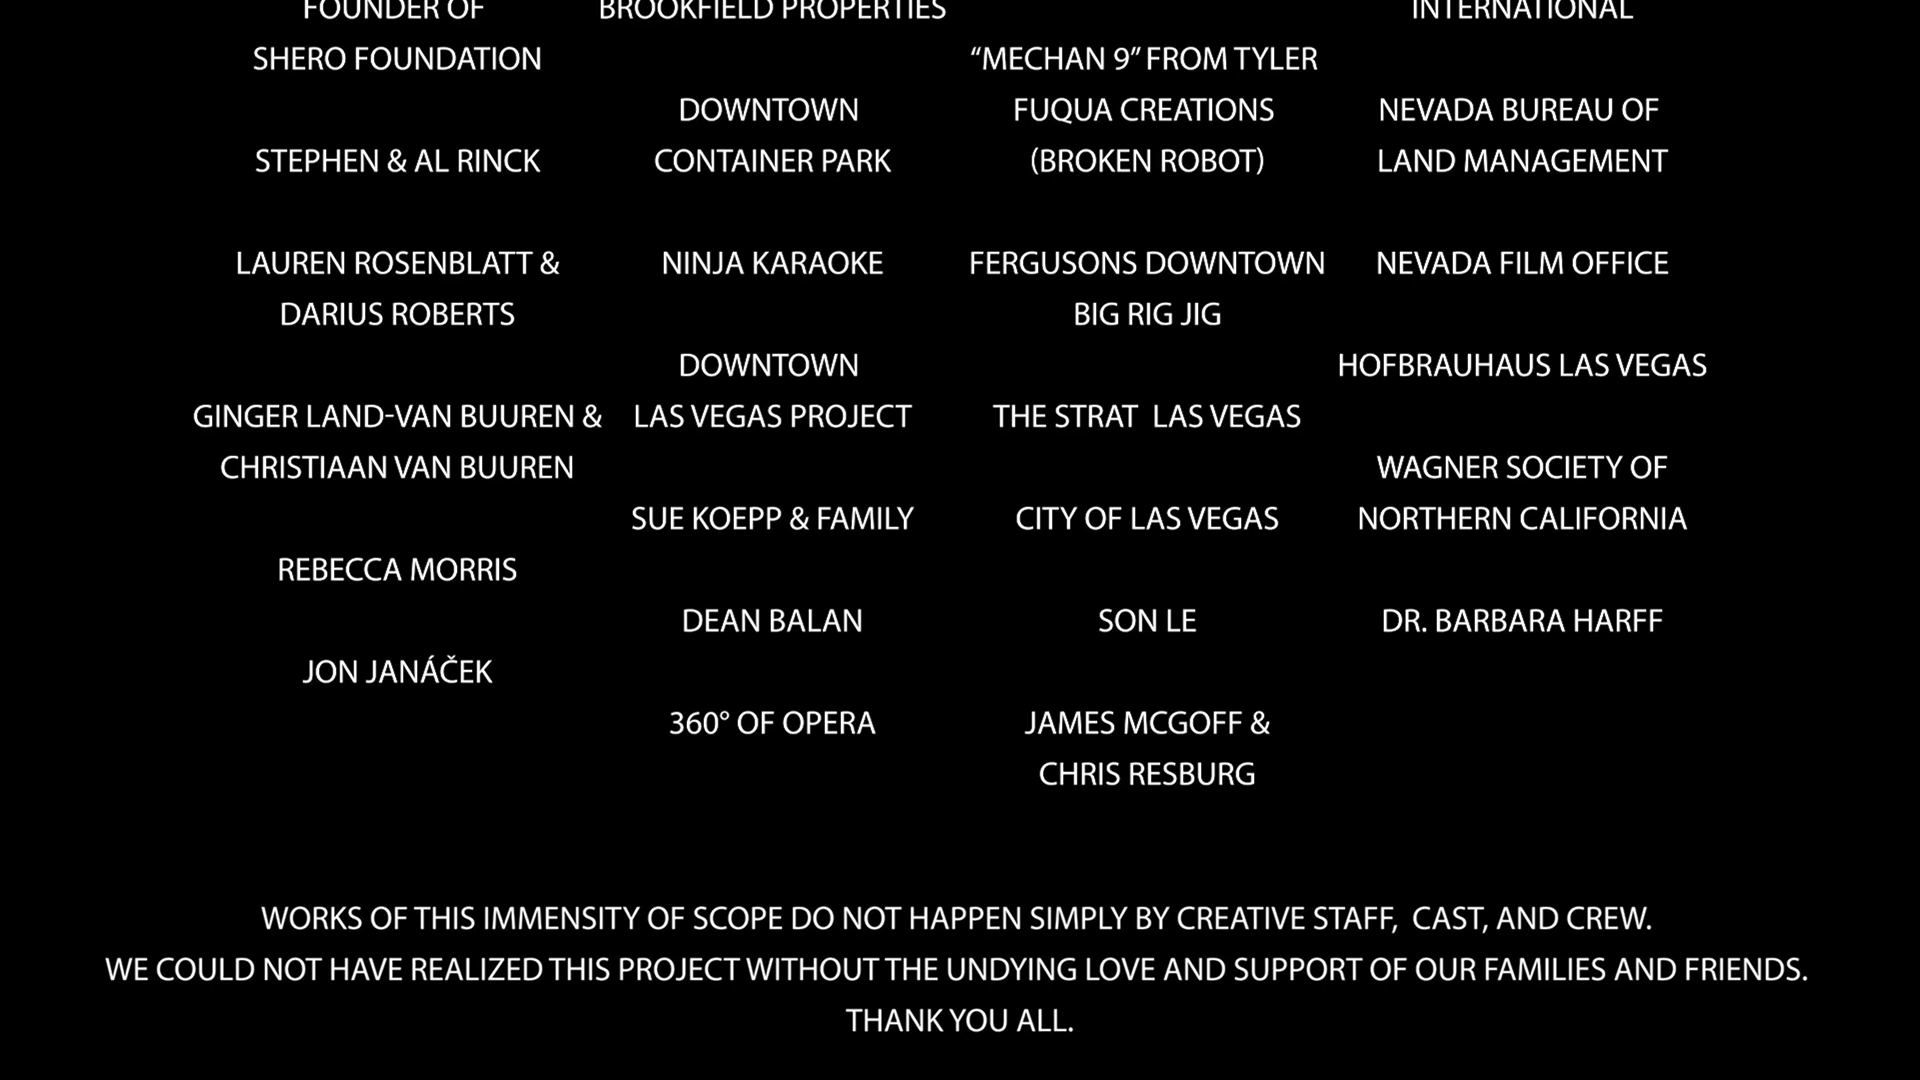 FOUNDER OF
SHERO FOUNDATION
STEPHEN & AL RINCK
LAUREN ROSENBLATT &
DARIUS ROBERTS
GINGER LAND-VAN BUUREN &
CHRISTIAAN VAN BUUREN
REBECCA MORRIS
JON JANÁČEK
BROOKFIELD PROPERTIES
DOWNTOWN
CONTAINER PARK
NINJA KARAOKE
DOWNTOWN
LAS VEGAS PROJECT
SUE KOEPP & FAMILY
DEAN BALAN
360° OF OPERA
“MECHAN 9” FROM TYLER
FUQUA CREATIONS
(BROKEN ROBOT)
FERGUSONS DOWNTOWN
BIG RIG JIG
THE STRAT  LAS VEGAS
CITY OF LAS VEGAS
SON LE
JAMES MCGOFF &
CHRIS RESBURG
INTERNATIONAL
NEVADA BUREAU OF
LAND MANAGEMENT
NEVADA FILM OFFICE
HOFBRAUHAUS LAS VEGAS
WAGNER SOCIETY OF
NORTHERN CALIFORNIA
DR. BARBARA HARFF
WORKS OF THIS IMMENSITY OF SCOPE DO NOT HAPPEN SIMPLY BY CREATIVE STAFF,  CAST, AND CREW.
WE COULD NOT HAVE REALIZED THIS PROJECT WITHOUT THE UNDYING LOVE AND SUPPORT OF OUR FAMILIES AND FRIENDS.
THANK YOU ALL.